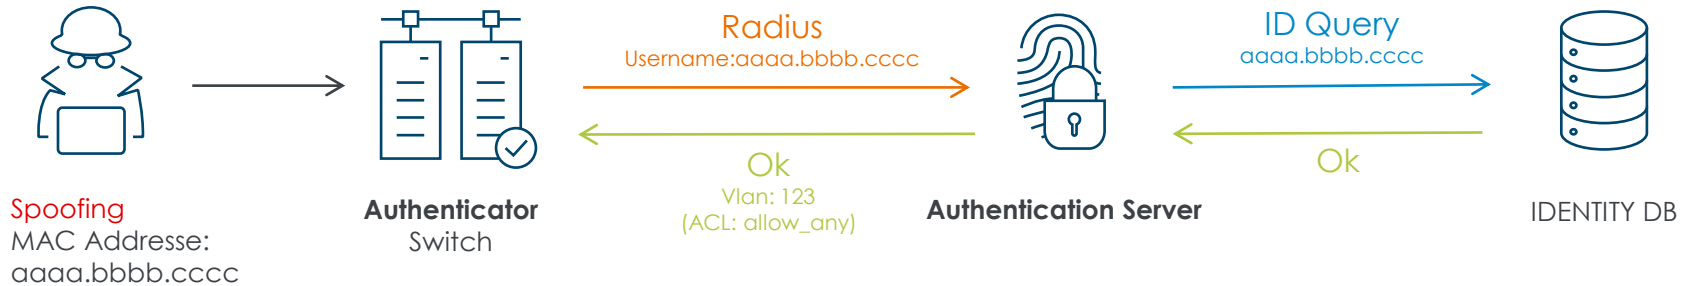 Radius
Username:aaaa.bbbb.cccc
ID Query
aaaa.bbbb.cccc
Ok
Vlan: 123
(ACL: allow_any)
Ok
Spoofing
MAC Addresse:
aaaa.bbbb.cccc
Authenticator
Switch
Authentication Server
IDENTITY DB